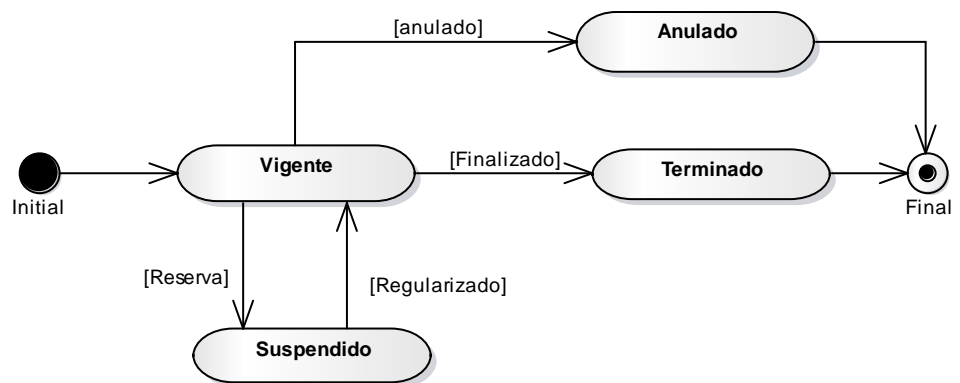 [anulado]
Anulado
Initial
Vigente
[Finalizado]
Terminado
Final
[Reserva]
[Regularizado]
Suspendido